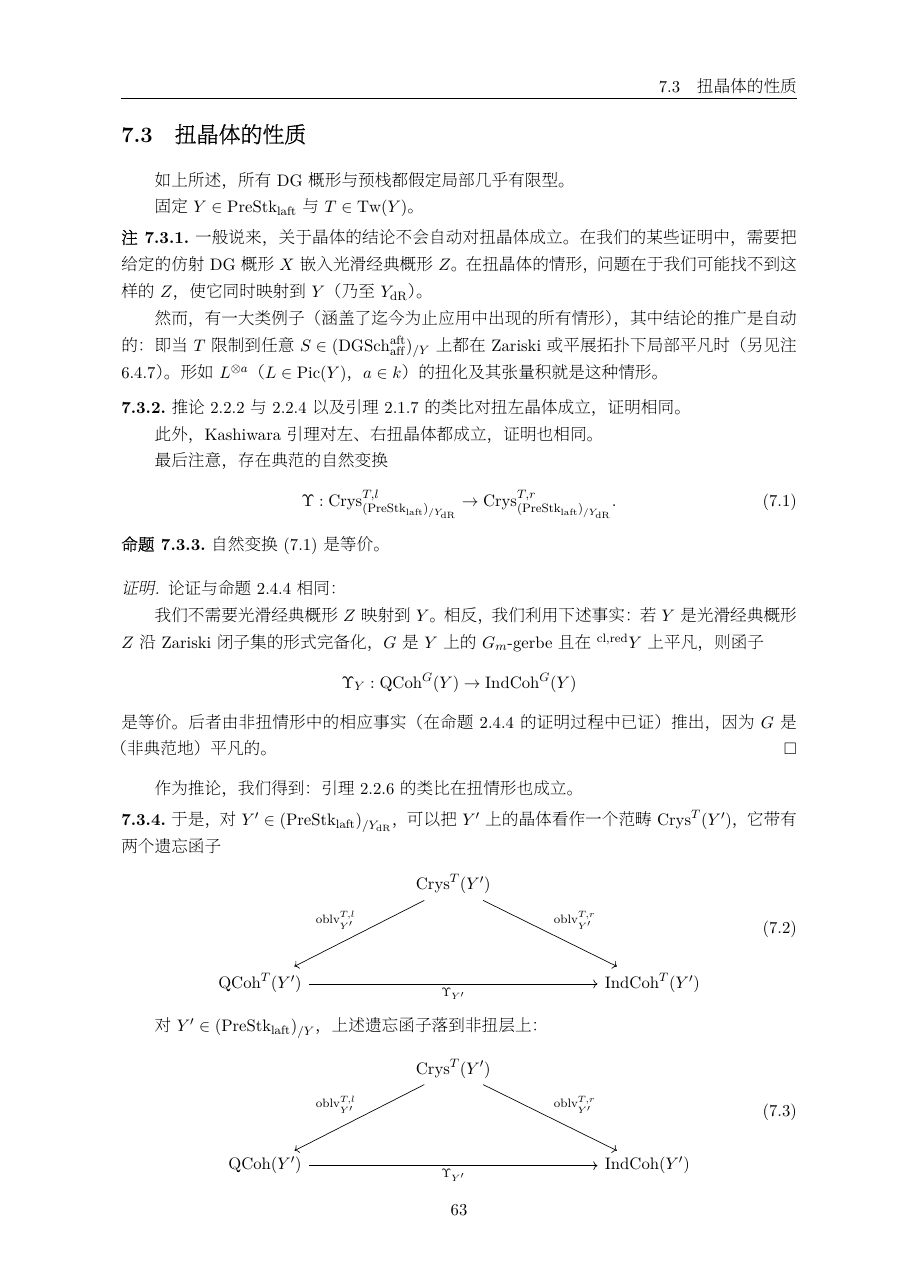 7.3 扭晶体的性质
7.3 扭晶体的性质
如上所述，所有 DG 概形与预栈都假定局部几乎有限型。
固定 Y ∈ PreStk_laft 与 T ∈ Tw(Y)。
注 7.3.1. 一般说来，关于晶体的结论不会自动对扭晶体成立。在我们的某些证明中，需要把
给定的仿射 DG 概形 X 嵌入光滑经典概形 Z。在扭晶体的情形，问题在于我们可能找不到这
样的 Z，使它同时映射到 Y（乃至 Y_dR）。
然而，有一大类例子（涵盖了迄今为止应用中出现的所有情形），其中结论的推广是自动
的：即当 T 限制到任意 S ∈ (DGSch^aft_aff)_/Y 上都在 Zariski 或平展拓扑下局部平凡时（另见注
6.4.7）。形如 L^⊗a（L ∈ Pic(Y)，a ∈ k）的扭化及其张量积就是这种情形。
7.3.2. 推论 2.2.2 与 2.2.4 以及引理 2.1.7 的类比对扭左晶体成立，证明相同。
此外，Kashiwara 引理对左、右扭晶体都成立，证明也相同。
最后注意，存在典范的自然变换
Υ : Crys^{T,l}_{(PreStk_laft)_/Y_dR} → Crys^{T,r}_{(PreStk_laft)_/Y_dR}. (7.1)
命题 7.3.3. 自然变换 (7.1) 是等价。
证明. 论证与命题 2.4.4 相同：
我们不需要光滑经典概形 Z 映射到 Y。相反，我们利用下述事实：若 Y 是光滑经典概形
Z 沿 Zariski 闭子集的形式完备化，G 是 Y 上的 G_m-gerbe 且在 ^{cl,red}Y 上平凡，则函子
Υ_Y : QCoh^G(Y) → IndCoh^G(Y)
是等价。后者由非扭情形中的相应事实（在命题 2.4.4 的证明过程中已证）推出，因为 G 是
（非典范地）平凡的。 □
作为推论，我们得到：引理 2.2.6 的类比在扭情形也成立。
7.3.4. 于是，对 Y′ ∈ (PreStk_laft)_/Y_dR，可以把 Y′ 上的晶体看作一个范畴 Crys^T(Y′)，它带有
两个遗忘函子
Crys^T(Y′)
oblv^{T,l}_{Y′} oblv^{T,r}_{Y′}
(7.2)
QCoh^T(Y′) IndCoh^T(Y′)
Υ_{Y′}
对 Y′ ∈ (PreStk_laft)_/Y，上述遗忘函子落到非扭层上：
Crys^T(Y′)
oblv^{T,l}_{Y′} oblv^{T,r}_{Y′}
(7.3)
QCoh(Y′) IndCoh(Y′)
Υ_{Y′}
63